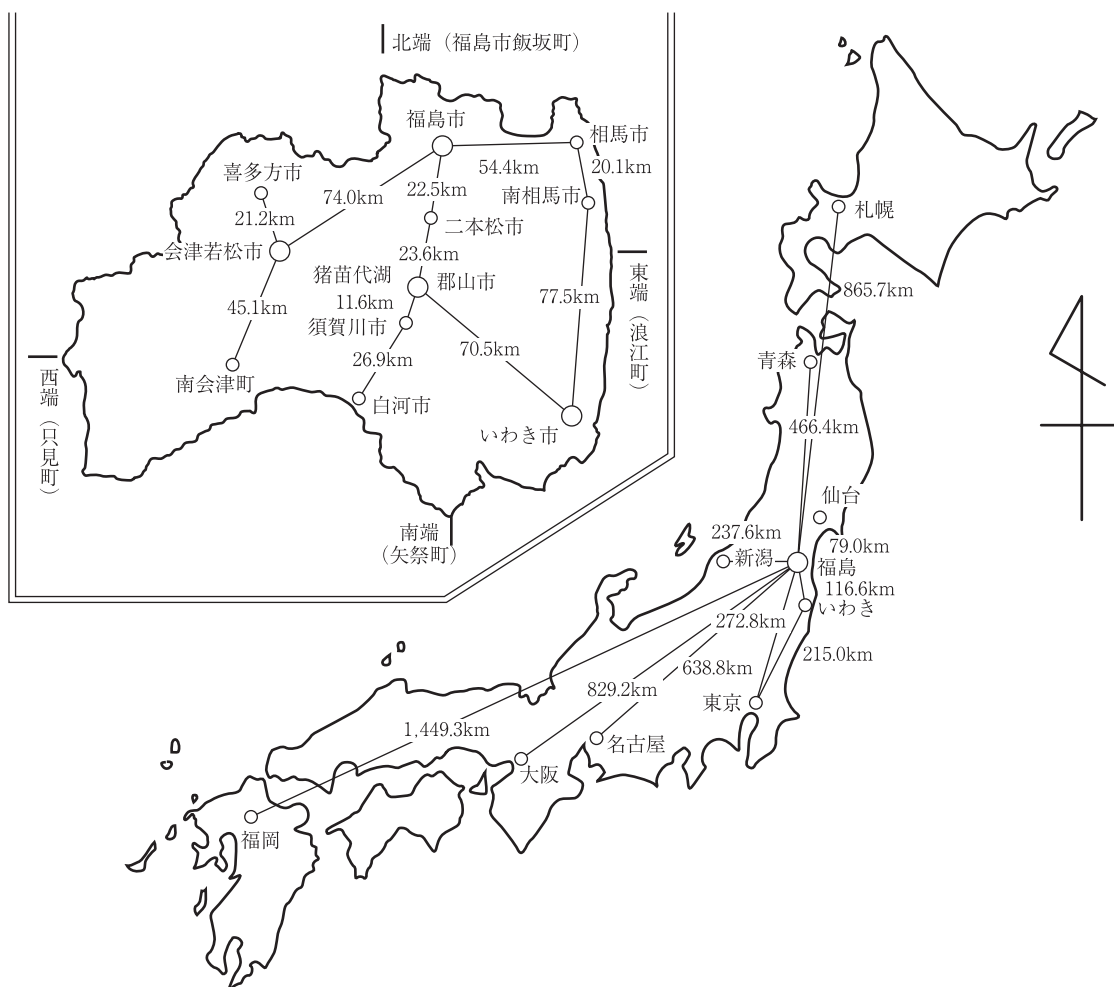 北端（福島市飯坂町）
福島市
相馬市
54.4km
20.1km
喜多方市
74.0km
22.5km
南相馬市
21.2km
二本松市
会津若松市
23.6km
猪苗代湖
郡山市
東端（浪江町）
11.6km
77.5km
45.1km
須賀川市
70.5km
26.9km
南会津町
白河市
西端（只見町）
いわき市
南端
（矢祭町）
札幌
865.7km
青森
466.4km
仙台
237.6km
79.0km
新潟
福島
116.6km
いわき
272.8km
215.0km
638.8km
829.2km
東京
1,449.3km
名古屋
大阪
福岡